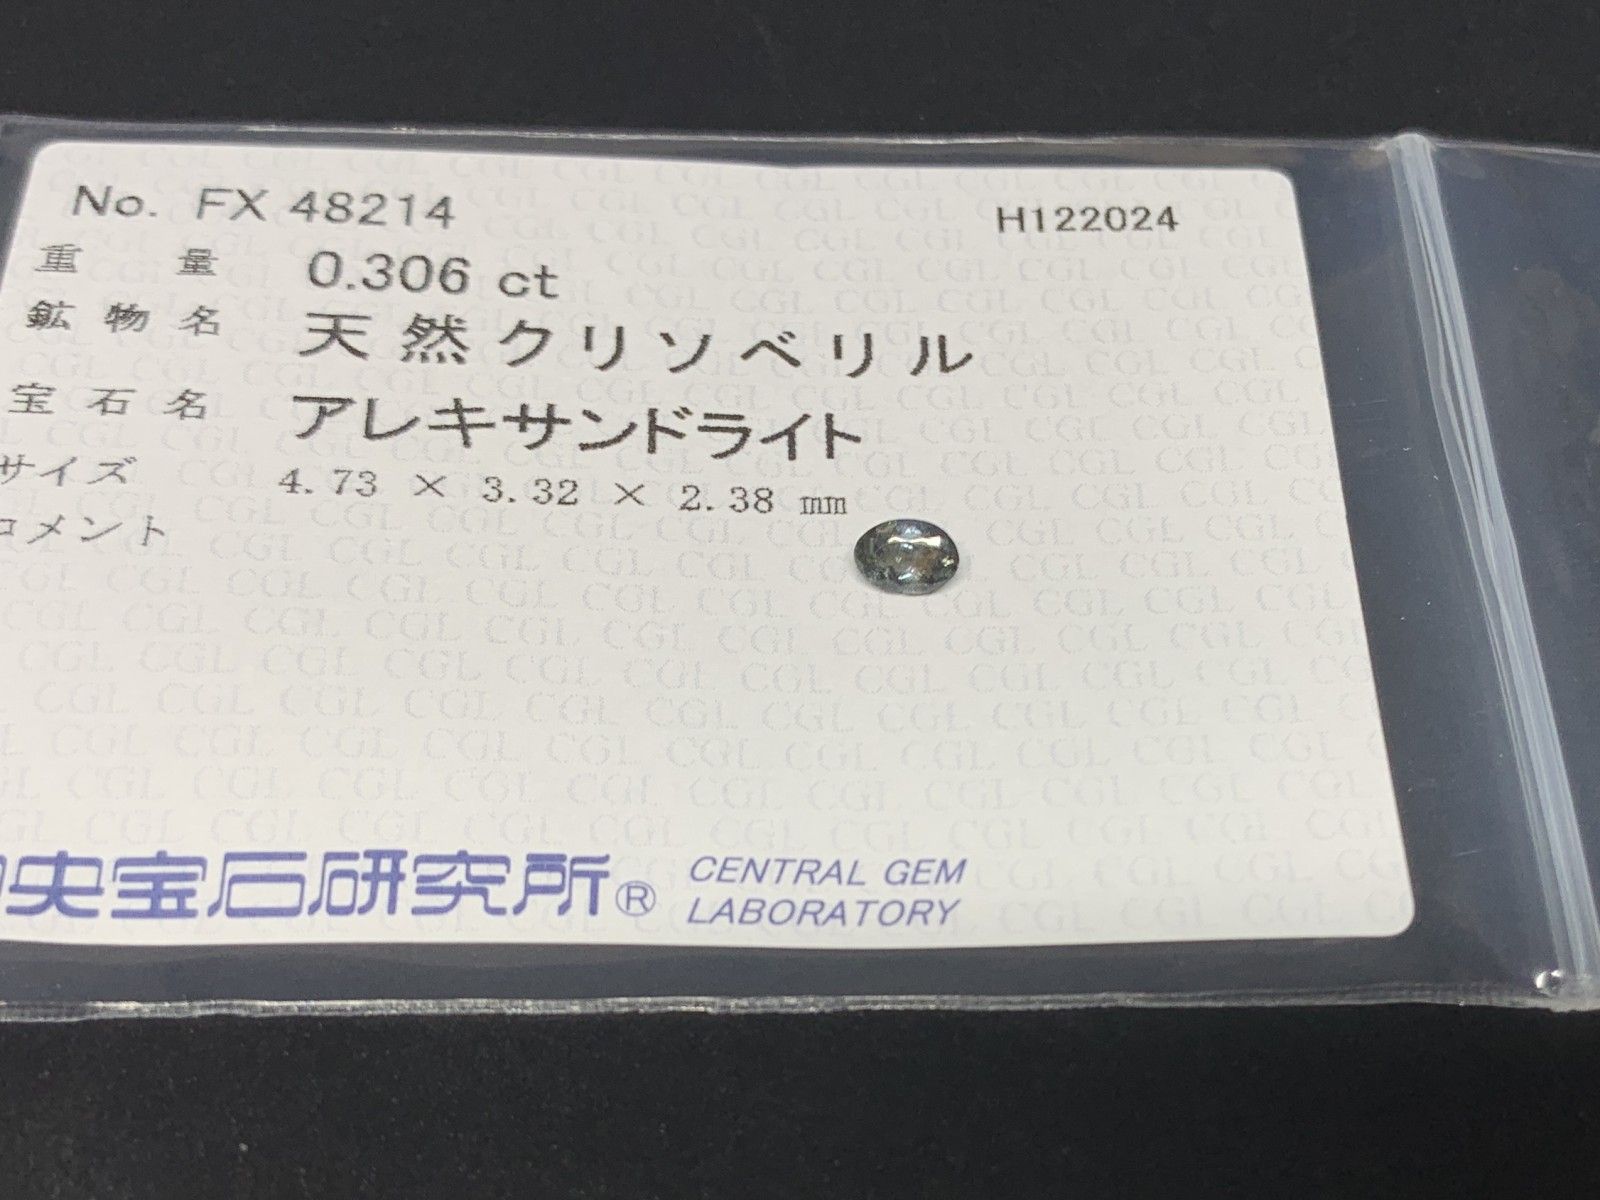 No. FX 48214 H122024
重量 0.306 ct
鉱物名 天然クリソベリル
宝石名 アレキサンドライト
サイズ 4.73 × 3.32 × 2.38 mm
コメント
中央宝石研究所® CENTRAL GEM
LABORATORY